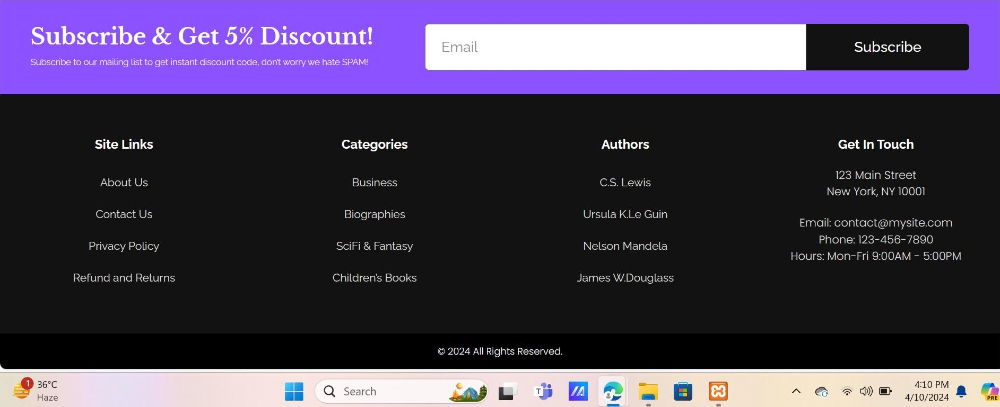 Subscribe & Get 5% Discount!
Subscribe to our mailing list to get instant discount code, don't worry we hate SPAM!
Email
Subscribe
Site Links
About Us
Contact Us
Privacy Policy
Refund and Returns
Categories
Business
Biographies
SciFi & Fantasy
Children's Books
Authors
C.S. Lewis
Ursula K.Le Guin
Nelson Mandela
James W.Douglass
Get In Touch
123 Main Street
New York, NY 10001
Email: contact@mysite.com
Phone: 123-456-7890
Hours: Mon-Fri 9:00AM - 5:00PM
© 2024 All Rights Reserved.
1
36°C
Haze
Search
T
4:10 PM
4/10/2024
PRE